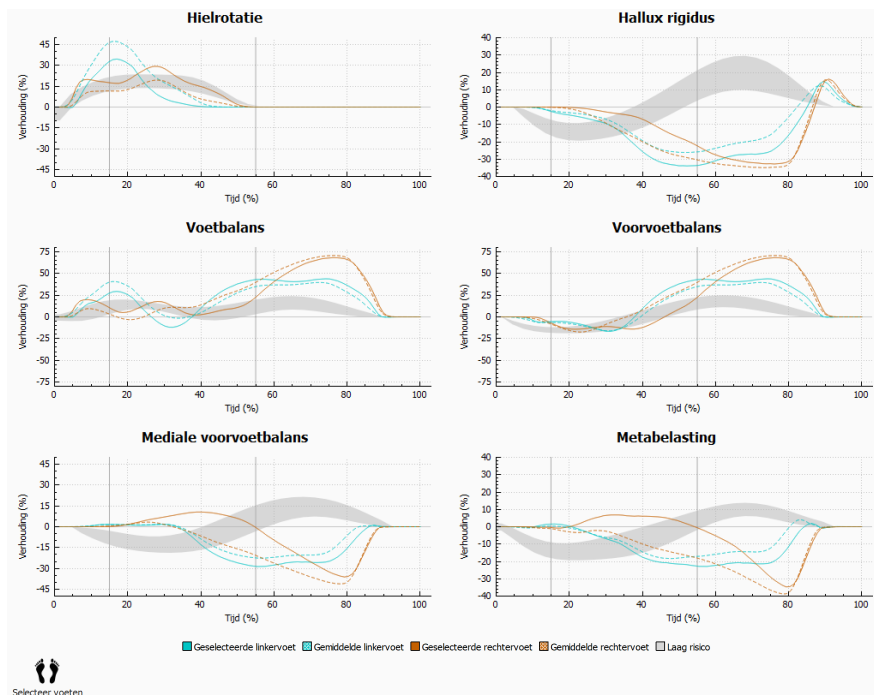 Hielrotatie
Hallux rigidus
Verhouding (%)
45
30
15
0
-15
-30
-45
0 20 40 60 80 100
Tijd (%)
Verhouding (%)
40
30
20
10
0
-10
-20
-30
-40
0 20 40 60 80 100
Tijd (%)
Voetbalans
Voorvoetbalans
Verhouding (%)
75
50
25
0
-25
-50
-75
0 20 40 60 80 100
Tijd (%)
Verhouding (%)
75
50
25
0
-25
-50
-75
0 20 40 60 80 100
Tijd (%)
Mediale voorvoetbalans
Metabelasting
Verhouding (%)
45
30
15
0
-15
-30
-45
0 20 40 60 80 100
Tijd (%)
Verhouding (%)
40
30
20
10
0
-10
-20
-30
-40
0 20 40 60 80 100
Tijd (%)
Geselecteerde linkervoet Gemiddelde linkervoet Geselecteerde rechtervoet Gemiddelde rechtervoet Laag risico
Selecteer voeten